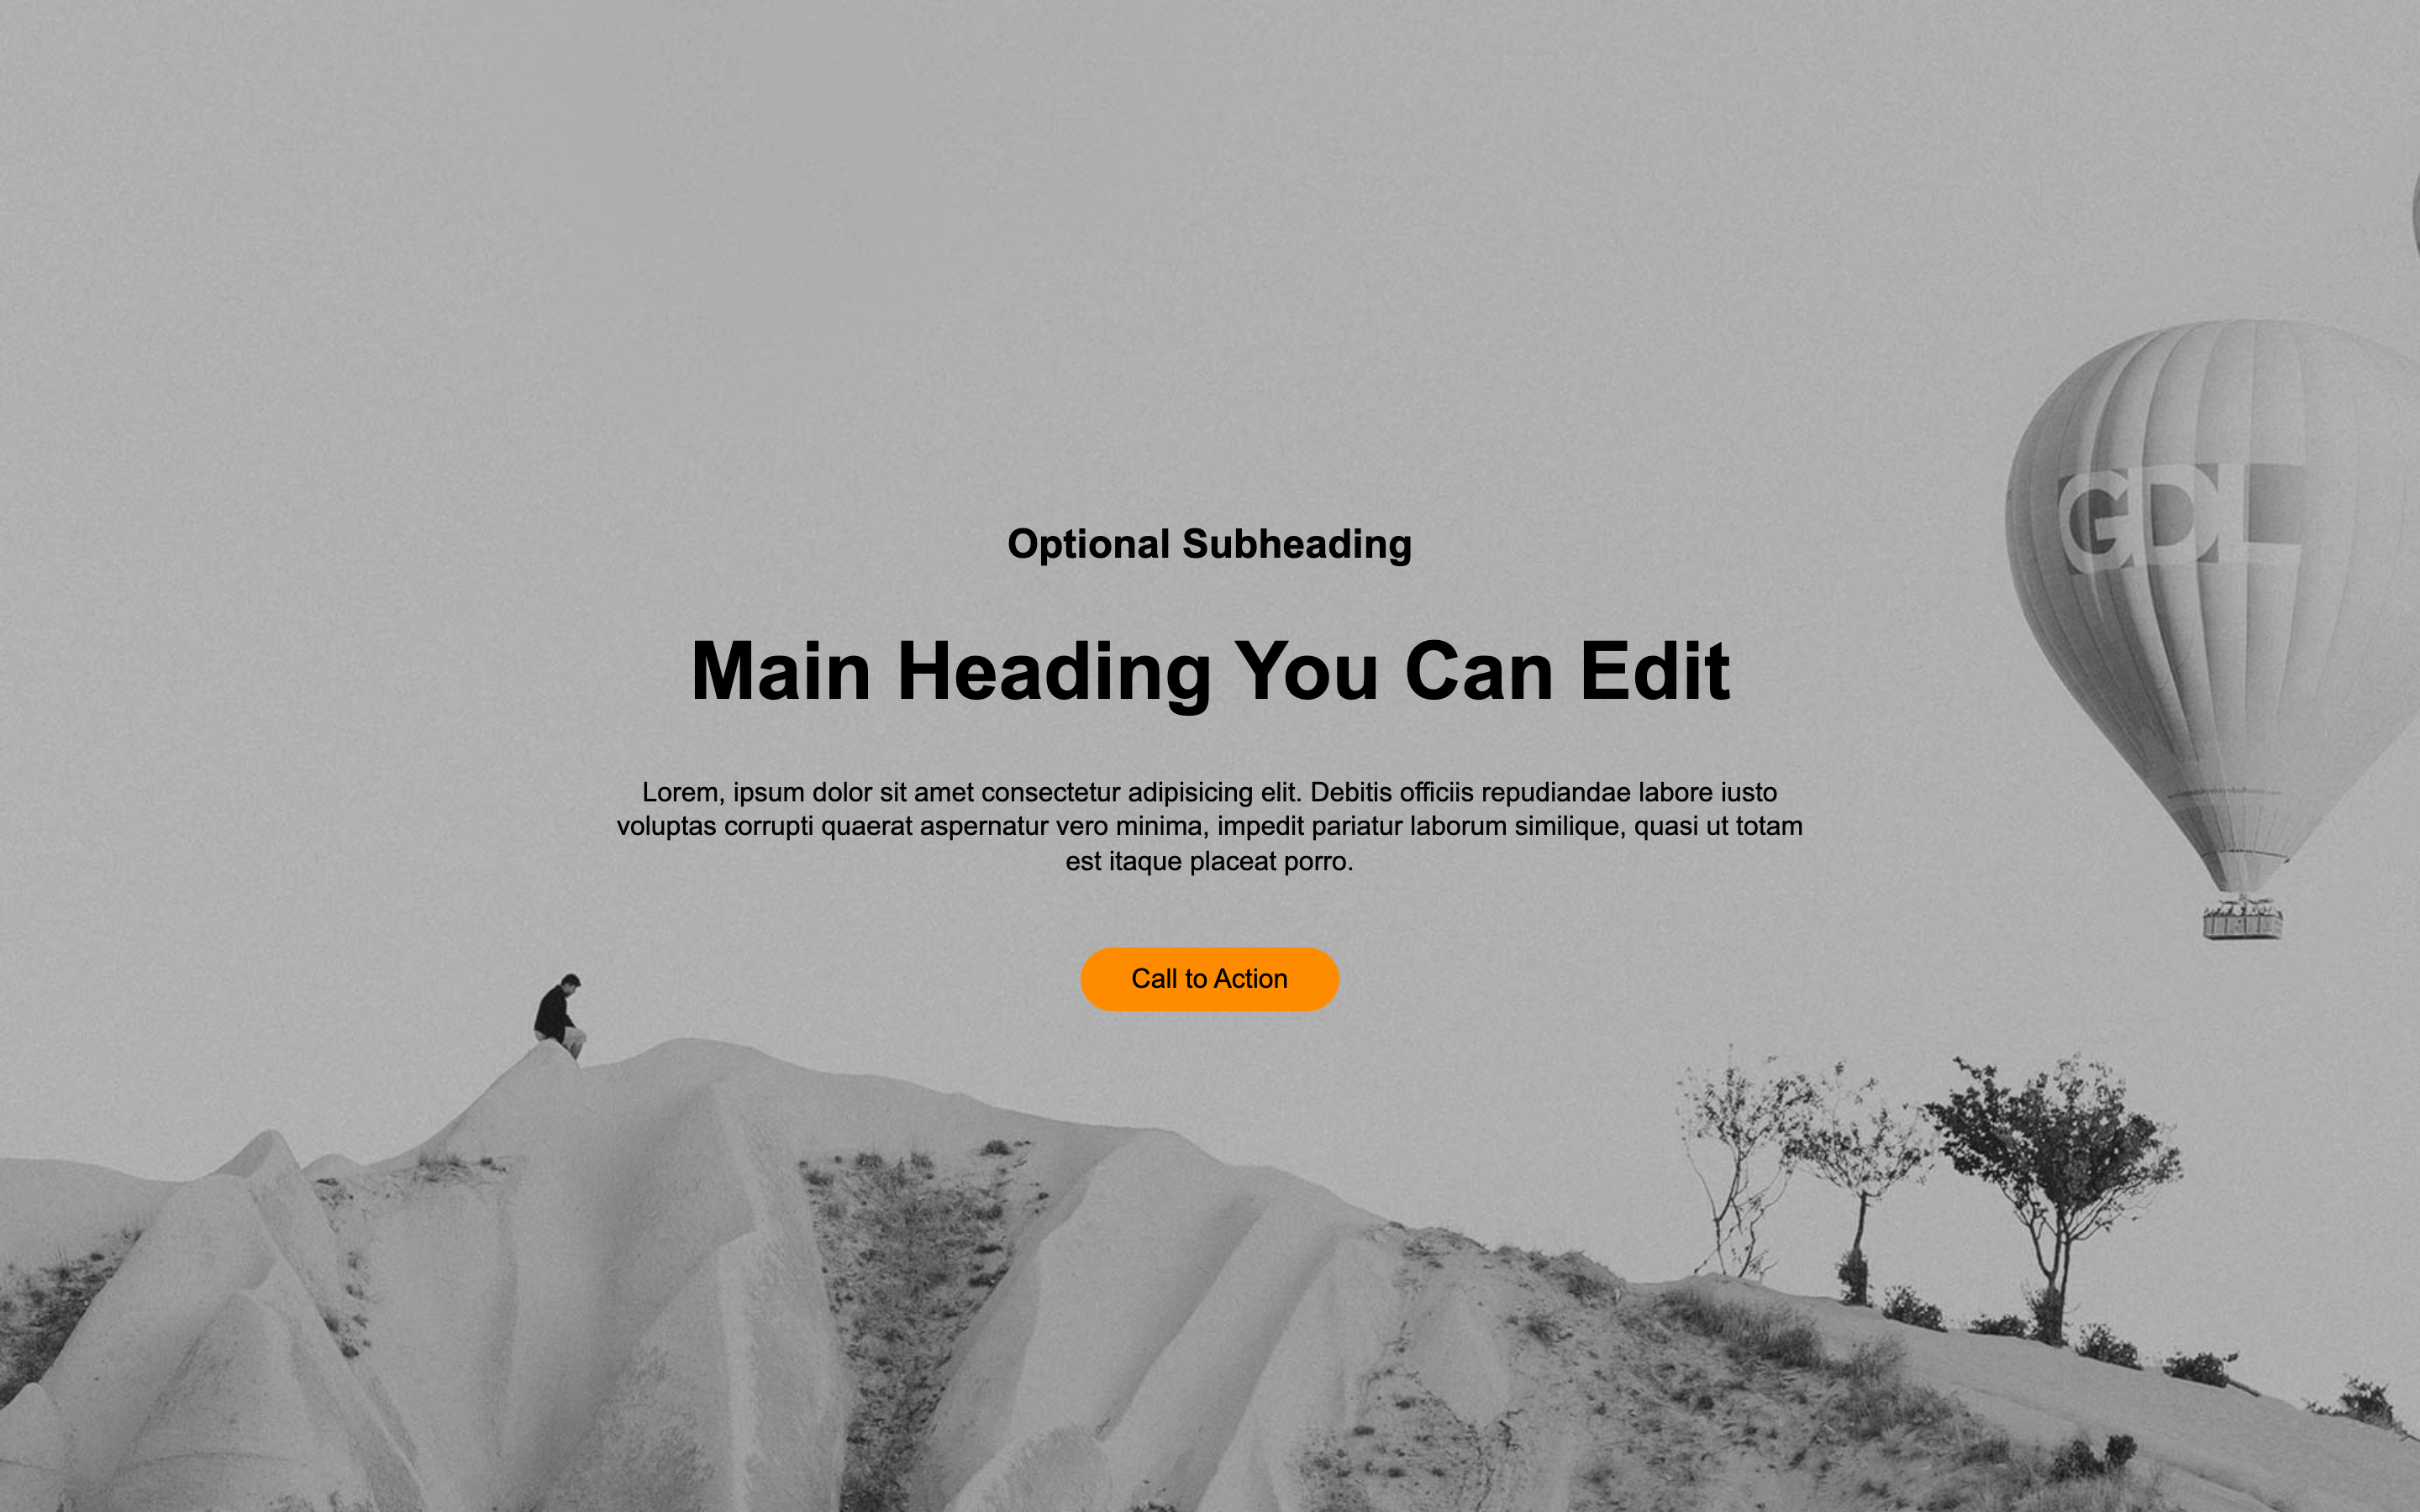 Optional Subheading
Main Heading You Can Edit
GDL
Lorem, ipsum dolor sit amet consectetur adipisicing elit. Debitis officiis repudiandae labore iusto
voluptas corrupti quaerat aspernatur vero minima, impedit pariatur laborum similique, quasi ut totam
est itaque placeat porro.
Call to Action